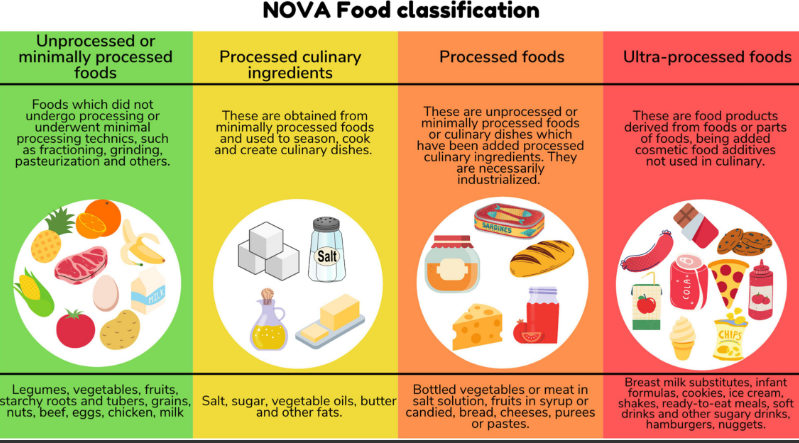 NOVA Food classification
Unprocessed or
minimally processed
foods
Processed culinary
ingredients
Processed foods
Ultra-processed foods
Foods which did not
undergo processing or
underwent minimal
processing technics, such
as fractioning, grinding,
pasteurization and others.
These are obtained from
minimally processed foods
and used to season, cook
and create culinary dishes.
These are unprocessed or
minimally processed foods
or culinary dishes which
have been added processed
culinary ingredients. They
are necessarily
industrialized.
These are food products
derived from foods or parts
of foods, being added
cosmetic food additives
not used in culinary.
MILK
Salt
SARDINES
COLA
CHIPS
Legumes, vegetables, fruits,
starchy roots and tubers, grains,
nuts, beef, eggs, chicken, milk
Salt, sugar, vegetable oils, butter
and other fats.
Bottled vegetables or meat in
salt solution, fruits in syrup or
candied, bread, cheeses, purees
or pastes.
Breast milk substitutes, infant
formulas, cookies, ice cream,
shakes, ready-to-eat meals, soft
drinks and other sugary drinks,
hamburgers, nuggets.